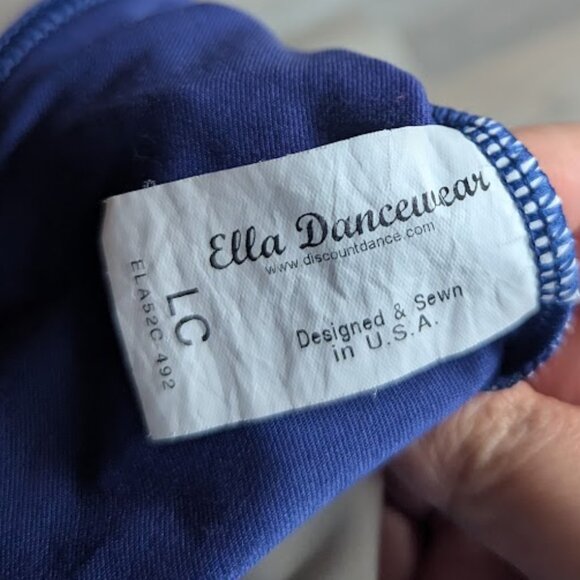 Ella Dancewear
www.discountdance.com
Designed & Sewn
in U.S.A.
LC
ELA52C 492